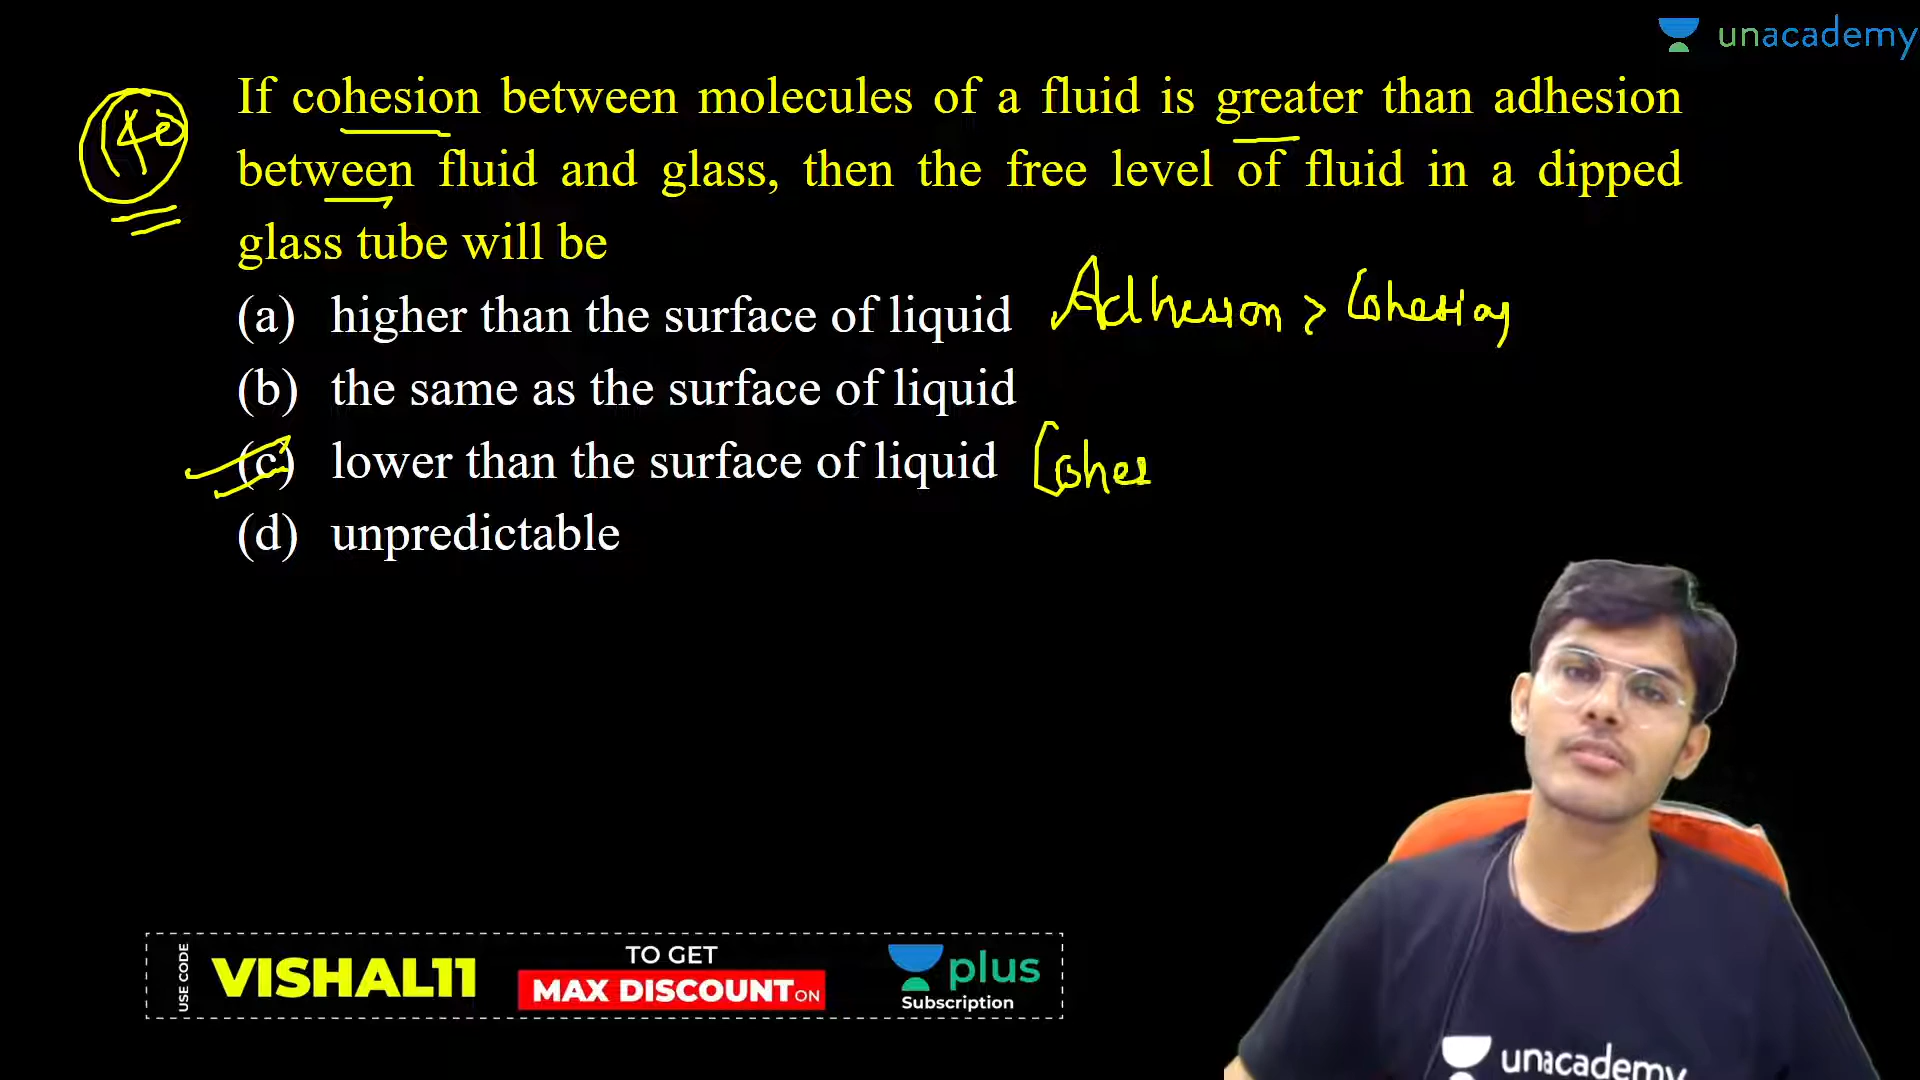 unacademy
(40)
If cohesion between molecules of a fluid is greater than adhesion
between fluid and glass, then the free level of fluid in a dipped
glass tube will be
(a) higher than the surface of liquid Adhesion > Cohesion
(b) the same as the surface of liquid
(c) lower than the surface of liquid Cohes
(d) unpredictable
USE CODE
VISHAL11
TO GET
MAX DISCOUNT ON
plus
Subscription
unacademy